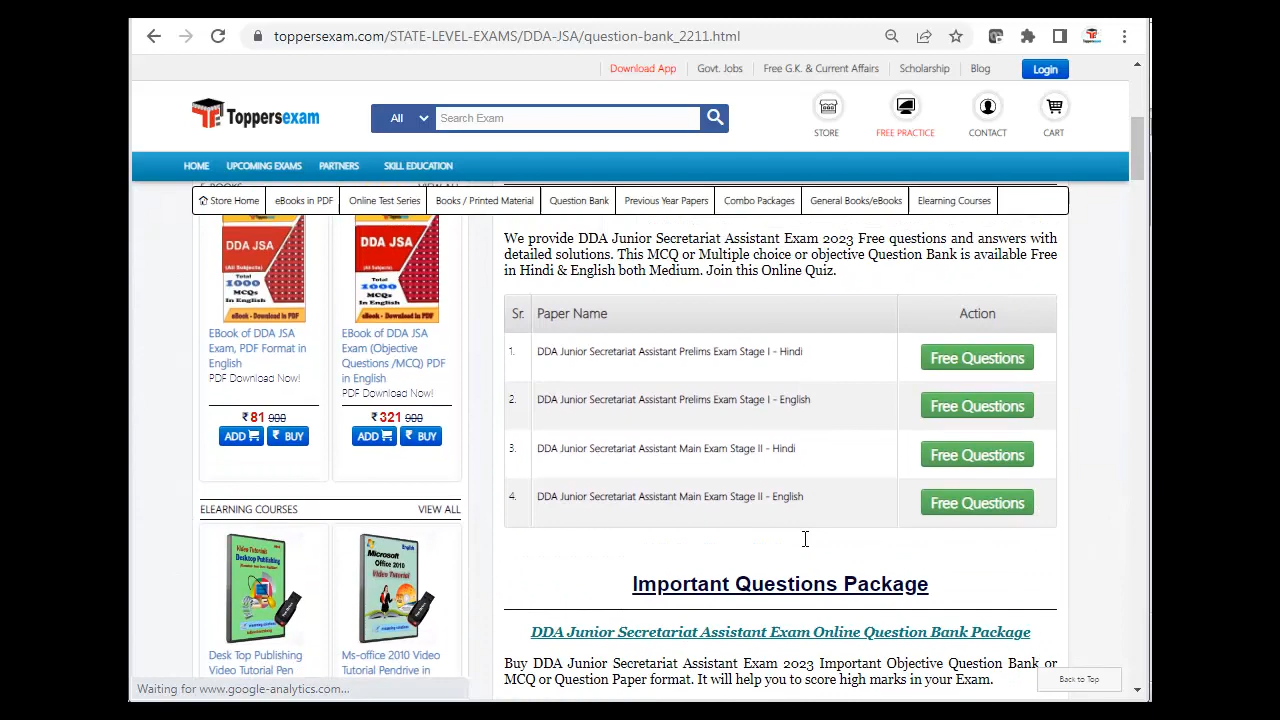 toppersexam.com/STATE-LEVEL-EXAMS/DDA-JSA/question-bank_2211.html
Download App
Govt. Jobs
Free G.K. & Current Affairs
Scholarship
Blog
Login
Toppersexam
All
Search Exam
STORE
FREE PRACTICE
CONTACT
CART
HOME
UPCOMING EXAMS
PARTNERS
SKILL EDUCATION
Store Home
eBooks in PDF
Online Test Series
Books / Printed Material
Question Bank
Previous Year Papers
Combo Packages
General Books/eBooks
Elearning Courses
DDA JSA
(All Subjects)
Total
1000
MCQs
In English
eBook - Download in PDF
EBook of DDA JSA
Exam, PDF Format in
English
PDF Download Now!
₹ 81 900
ADD
₹ BUY
DDA JSA
(All Subjects)
Total
1000
MCQs
In English
eBook - Download in PDF
EBook of DDA JSA
Exam (Objective
Questions /MCQ) PDF
in English
PDF Download Now!
₹ 321 900
ADD
₹ BUY
ELEARNING COURSES
VIEW ALL
Video Tutorials
Desktop Publishing
Desk Top Publishing
Video Tutorial Pen
English
Microsoft
Office 2010
Video Tutorial
Ms-office 2010 Video
Tutorial Pendrive in
We provide DDA Junior Secretariat Assistant Exam 2023 Free questions and answers with
detailed solutions. This MCQ or Multiple choice or objective Question Bank is available Free
in Hindi & English both Medium. Join this Online Quiz.
Sr. Paper Name Action
1. DDA Junior Secretariat Assistant Prelims Exam Stage I - Hindi Free Questions
2. DDA Junior Secretariat Assistant Prelims Exam Stage I - English Free Questions
3. DDA Junior Secretariat Assistant Main Exam Stage II - Hindi Free Questions
4. DDA Junior Secretariat Assistant Main Exam Stage II - English Free Questions
Important Questions Package
DDA Junior Secretariat Assistant Exam Online Question Bank Package
Buy DDA Junior Secretariat Assistant Exam 2023 Important Objective Question Bank or
MCQ or Question Paper format. It will help you to score high marks in your Exam.
Back to Top
Waiting for www.google-analytics.com...